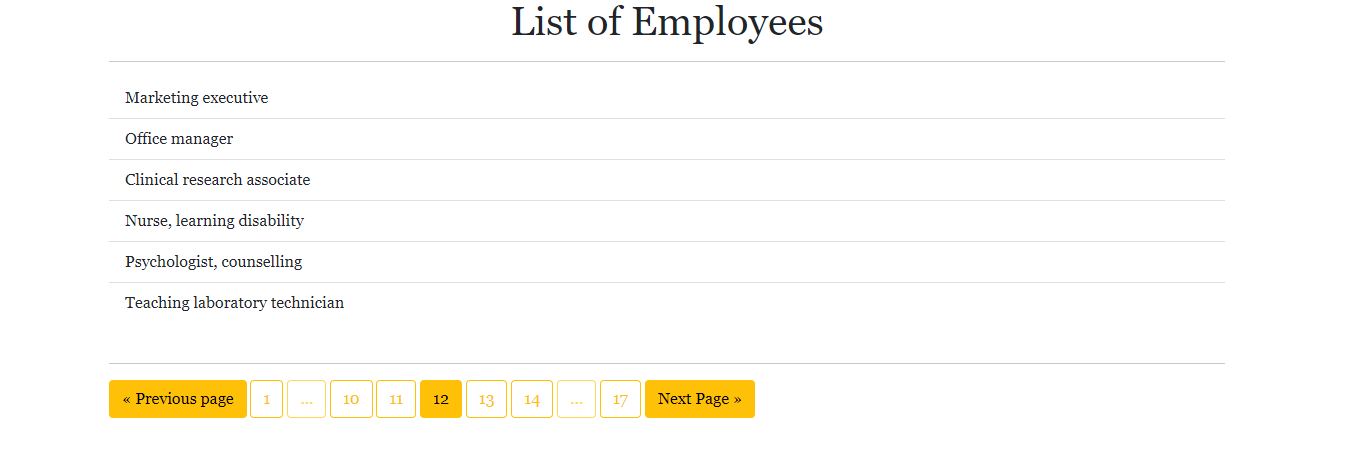 List of Employees
Marketing executive
Office manager
Clinical research associate
Nurse, learning disability
Psychologist, counselling
Teaching laboratory technician
« Previous page 1 ... 10 11 12 13 14 ... 17 Next Page »